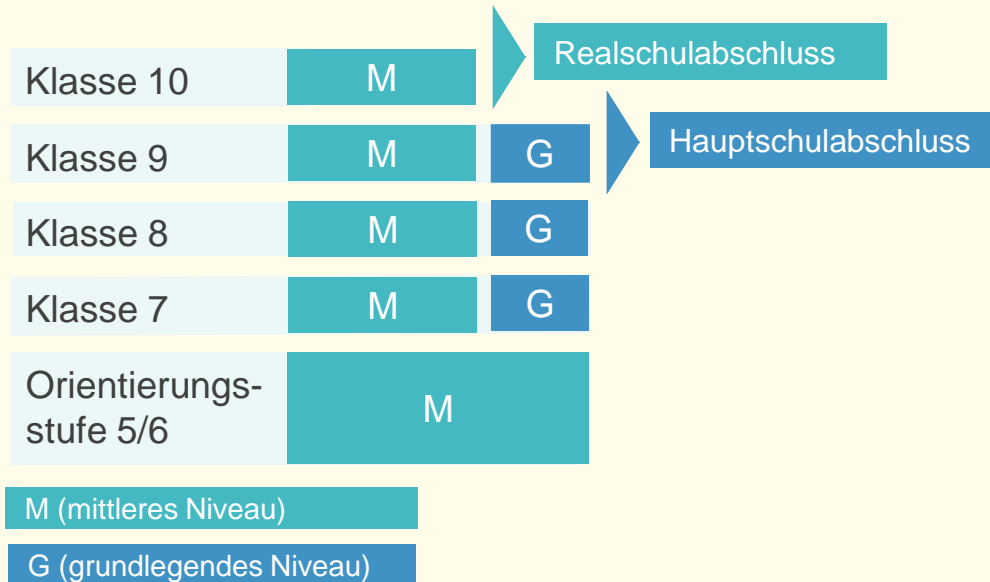 Realschulabschluss
Klasse 10 M
Hauptschulabschluss
Klasse 9 M G
Klasse 8 M G
Klasse 7 M G
Orientierungs-
stufe 5/6
M
M (mittleres Niveau)
G (grundlegendes Niveau)